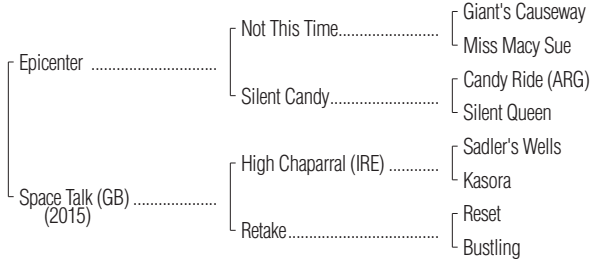 Giant's Causeway
Not This Time
Miss Macy Sue
Epicenter
Candy Ride (ARG)
Silent Candy
Silent Queen
Sadler's Wells
High Chaparral (IRE)
Kasora
Space Talk (GB)
(2015)
Reset
Retake
Bustling